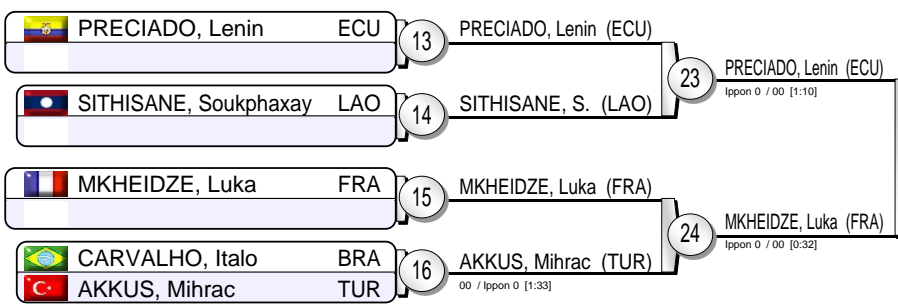 PRECIADO, Lenin ECU
13
PRECIADO, Lenin (ECU)
23
PRECIADO, Lenin (ECU)
Ippon 0 / 00 [1:10]
SITHISANE, Soukphaxay LAO
14
SITHISANE, S. (LAO)
MKHEIDZE, Luka FRA
15
MKHEIDZE, Luka (FRA)
24
MKHEIDZE, Luka (FRA)
Ippon 0 / 00 [0:32]
CARVALHO, Italo BRA
16
AKKUS, Mihrac (TUR)
00 / Ippon 0 [1:33]
AKKUS, Mihrac TUR